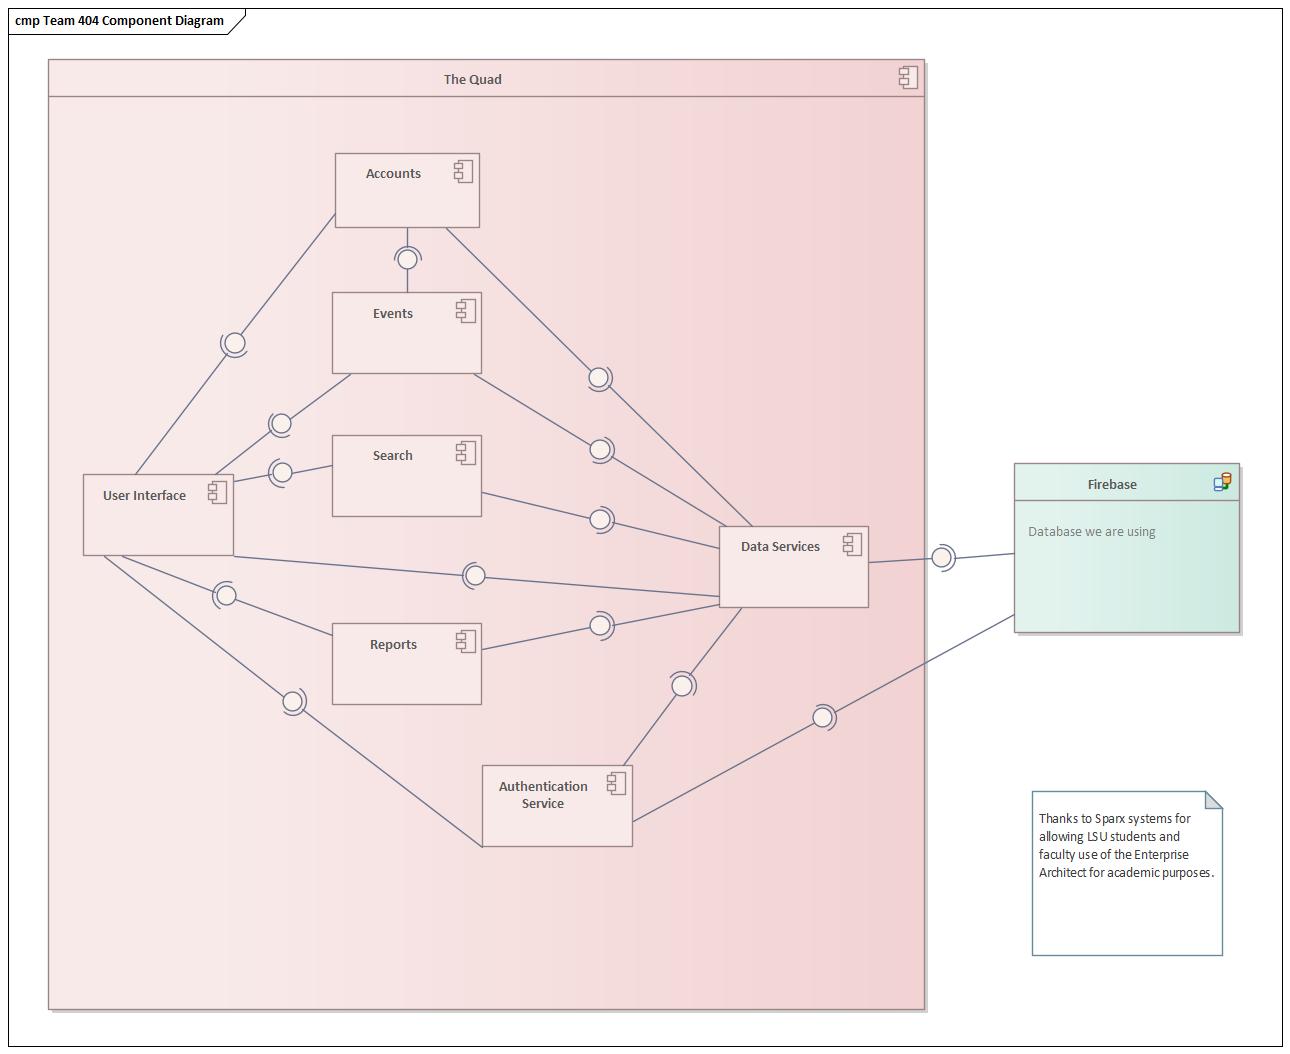 cmp Team 404 Component Diagram
The Quad
Accounts
Events
Search
User Interface
Firebase
Database we are using
Data Services
Reports
Authentication
Service
Thanks to Sparx systems for
allowing LSU students and
faculty use of the Enterprise
Architect for academic purposes.